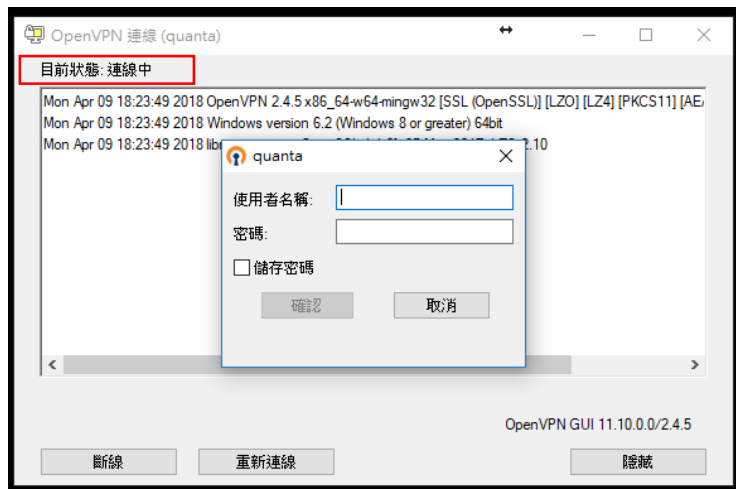 OpenVPN 連線 (quanta)
目前狀態: 連線中
Mon Apr 09 18:23:49 2018 OpenVPN 2.4.5 x86_64-w64-mingw32 [SSL (OpenSSL)] [LZO] [LZ4] [PKCS11] [AE
Mon Apr 09 18:23:49 2018 Windows version 6.2 (Windows 8 or greater) 64bit
Mon Apr 09 18:23:49 2018 2.10
quanta
使用者名稱:
密碼:
儲存密碼
確認 取消
OpenVPN GUI 11.10.0.0/2.4.5
斷線 重新連線 隱藏